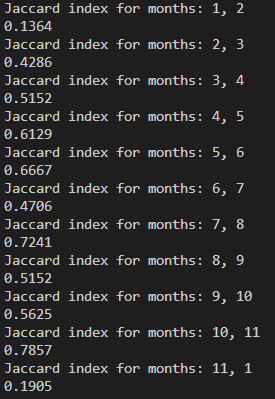 Jaccard index for months: 1, 2
0.1364
Jaccard index for months: 2, 3
0.4286
Jaccard index for months: 3, 4
0.5152
Jaccard index for months: 4, 5
0.6129
Jaccard index for months: 5, 6
0.6667
Jaccard index for months: 6, 7
0.4706
Jaccard index for months: 7, 8
0.7241
Jaccard index for months: 8, 9
0.5152
Jaccard index for months: 9, 10
0.5625
Jaccard index for months: 10, 11
0.7857
Jaccard index for months: 11, 1
0.1905